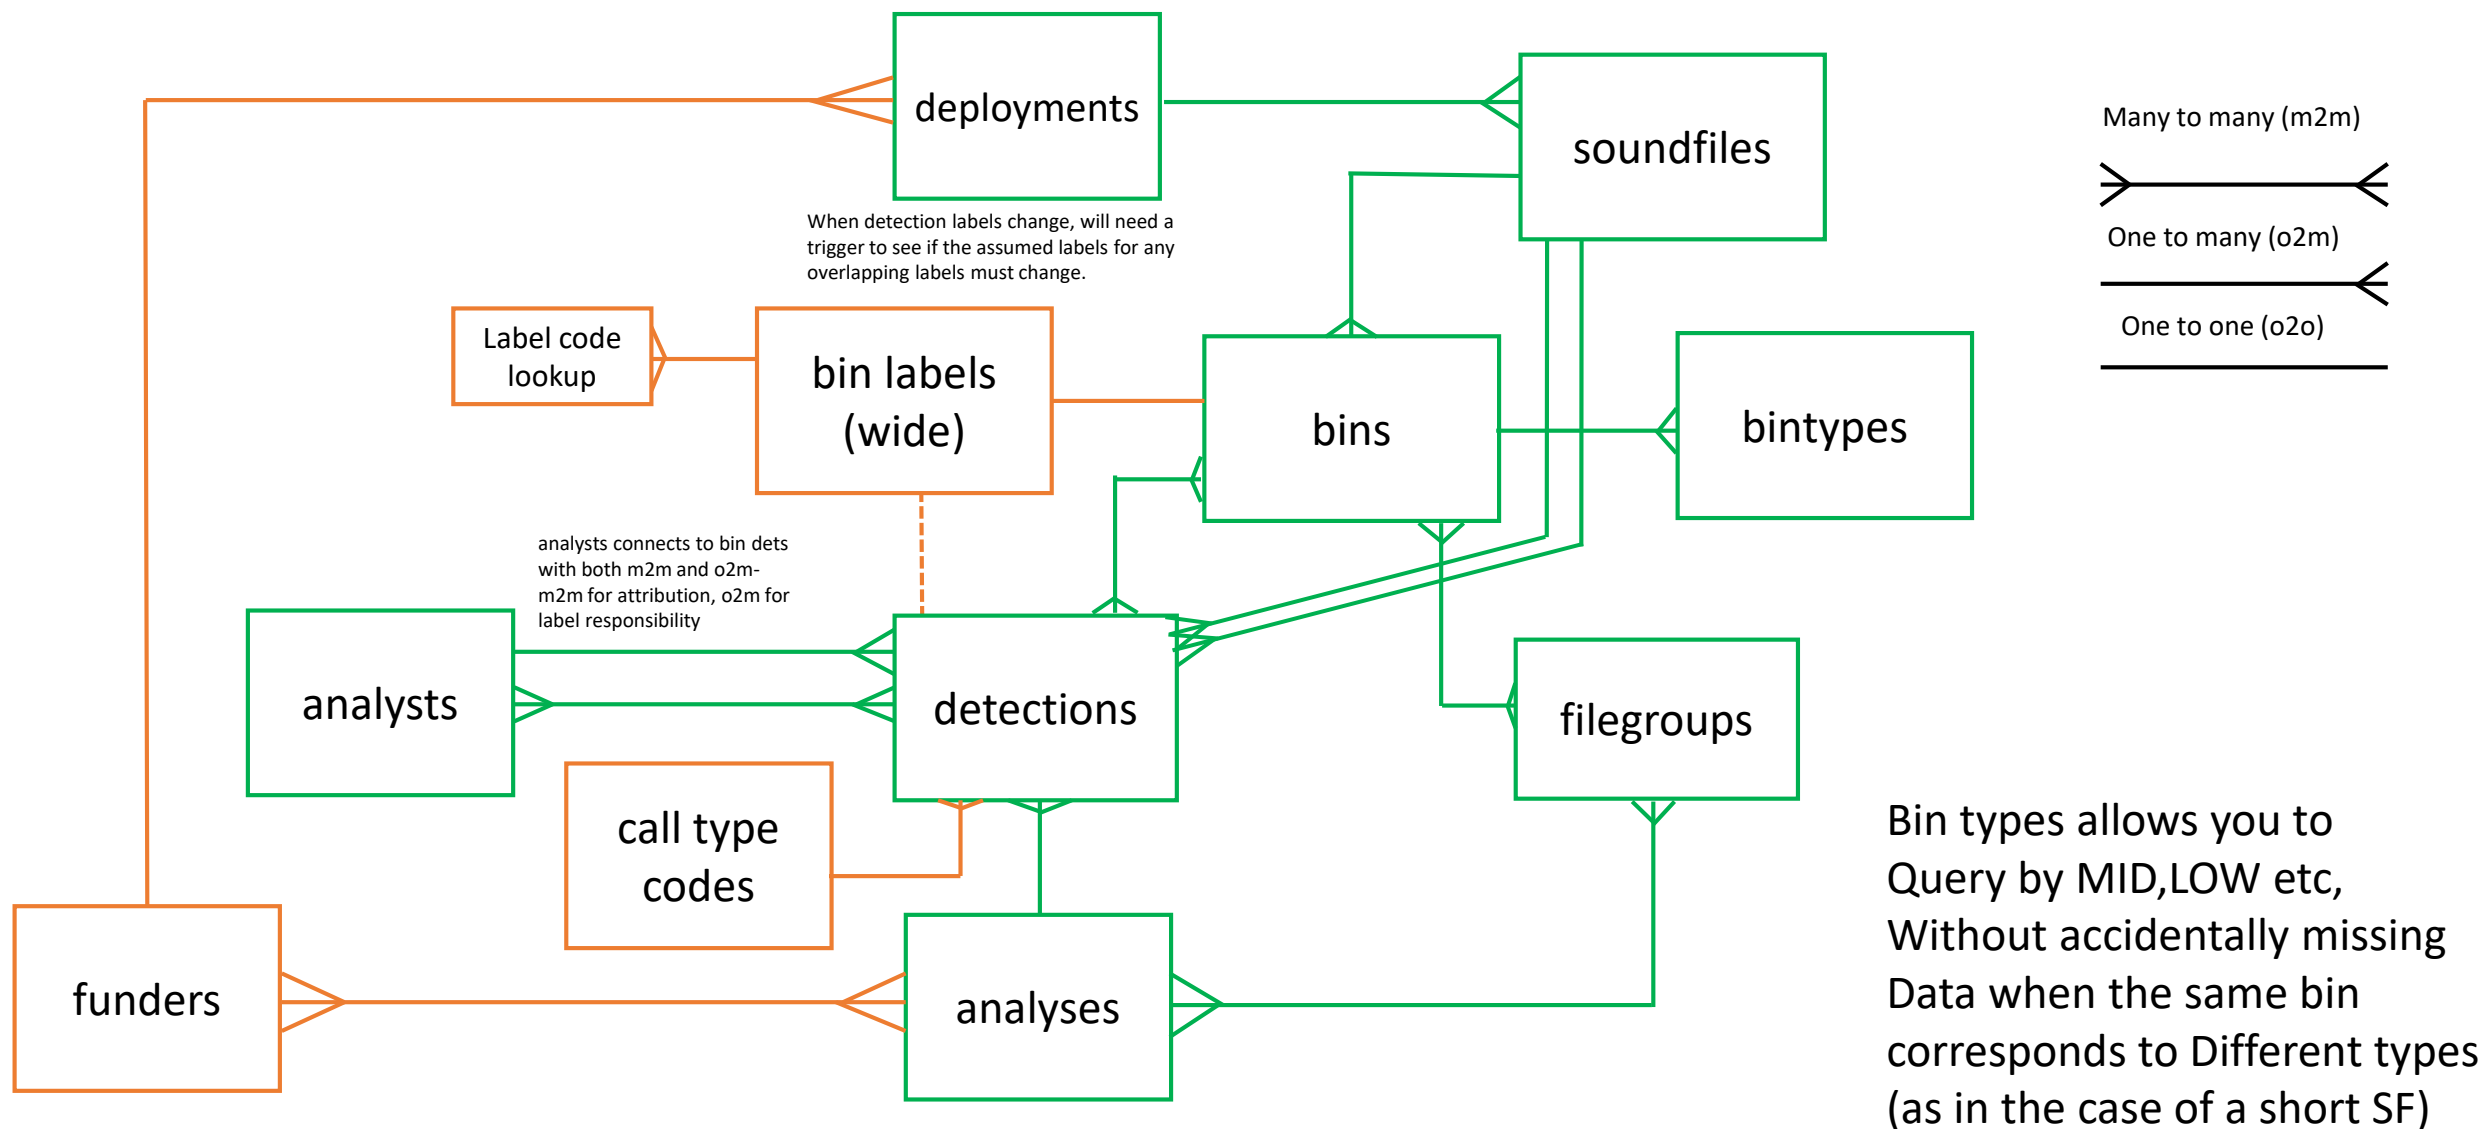 deployments
soundfiles
Many to many (m2m)
One to many (o2m)
One to one (o2o)
When detection labels change, will need a
trigger to see if the assumed labels for any
overlapping labels must change.
Label code
lookup
bin labels
(wide)
bins
bintypes
analysts connects to bin dets
with both m2m and o2m-
m2m for attribution, o2m for
label responsibility
analysts
detections
filegroups
call type
codes
funders
analyses
Bin types allows you to
Query by MID,LOW etc,
Without accidentally missing
Data when the same bin
corresponds to Different types
(as in the case of a short SF)